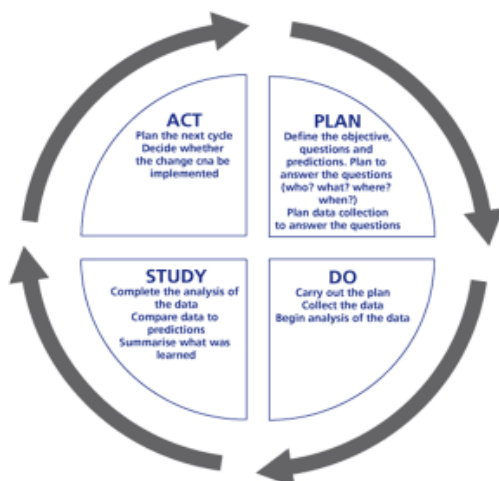 ACT
Plan the next cycle
Decide whether
the change cna be
implemented
PLAN
Define the objective,
questions and
predictions. Plan to
answer the questions
(who? what? where?
when?)
Plan data collection
to answer the questions
STUDY
Complete the analysis of
the data
Compare data to
predictions
Summarise what was
learned
DO
Carry out the plan
Collect the data
Begin analysis of the data